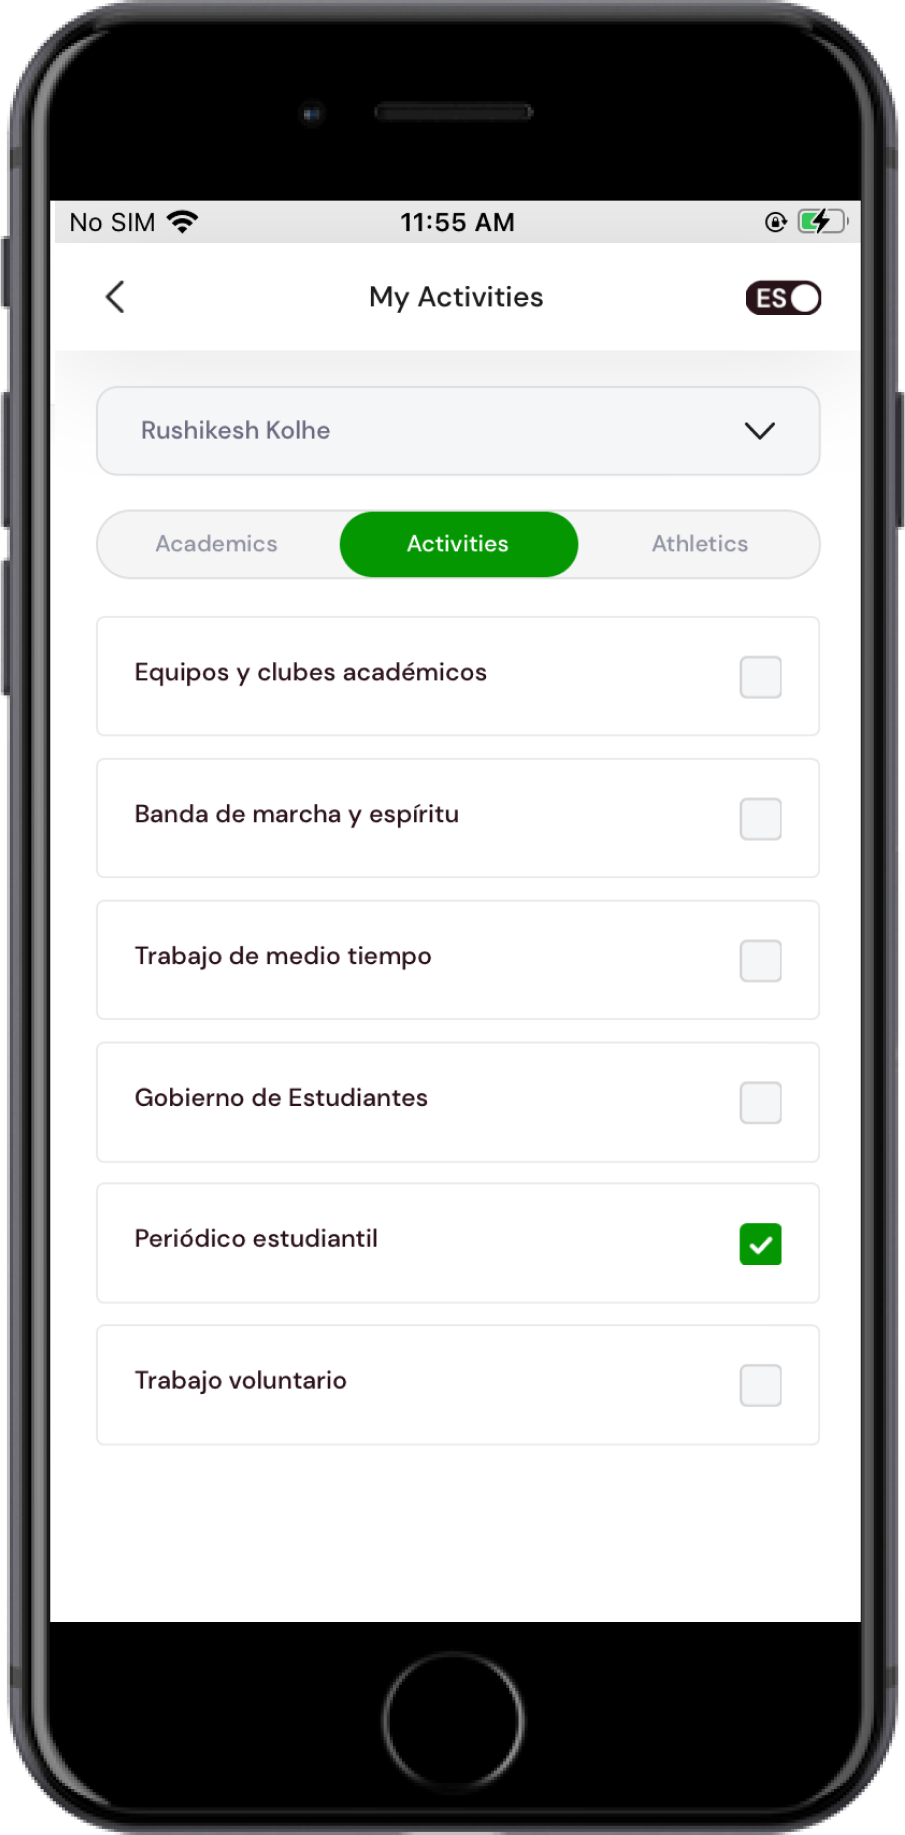 No SIM
11:55 AM
My Activities
ES
Rushikesh Kolhe
Academics
Activities
Athletics
Equipos y clubes académicos
Banda de marcha y espíritu
Trabajo de medio tiempo
Gobierno de Estudiantes
Periódico estudiantil
Trabajo voluntario